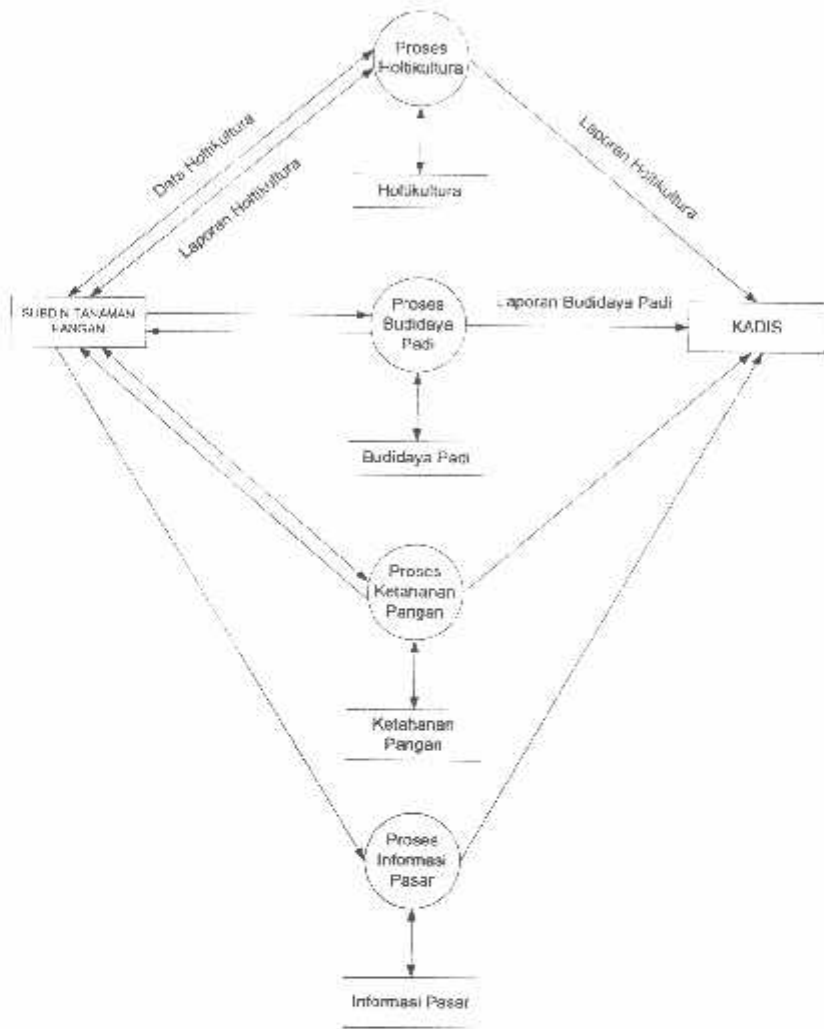 Proses
Holtikultura
Data Holtikultura
Laporan Holtikultura
Laporan Holtikultura
Holtikultura
SUBDIN TANAMAN
PANGAN
Proses
Budidaya
Padi
Laporan Budidaya Padi
KADIS
Budidaya Padi
Proses
Ketahanan
Pangan
Ketahanan
Pangan
Proses
Informasi
Pasar
Informasi Pasar